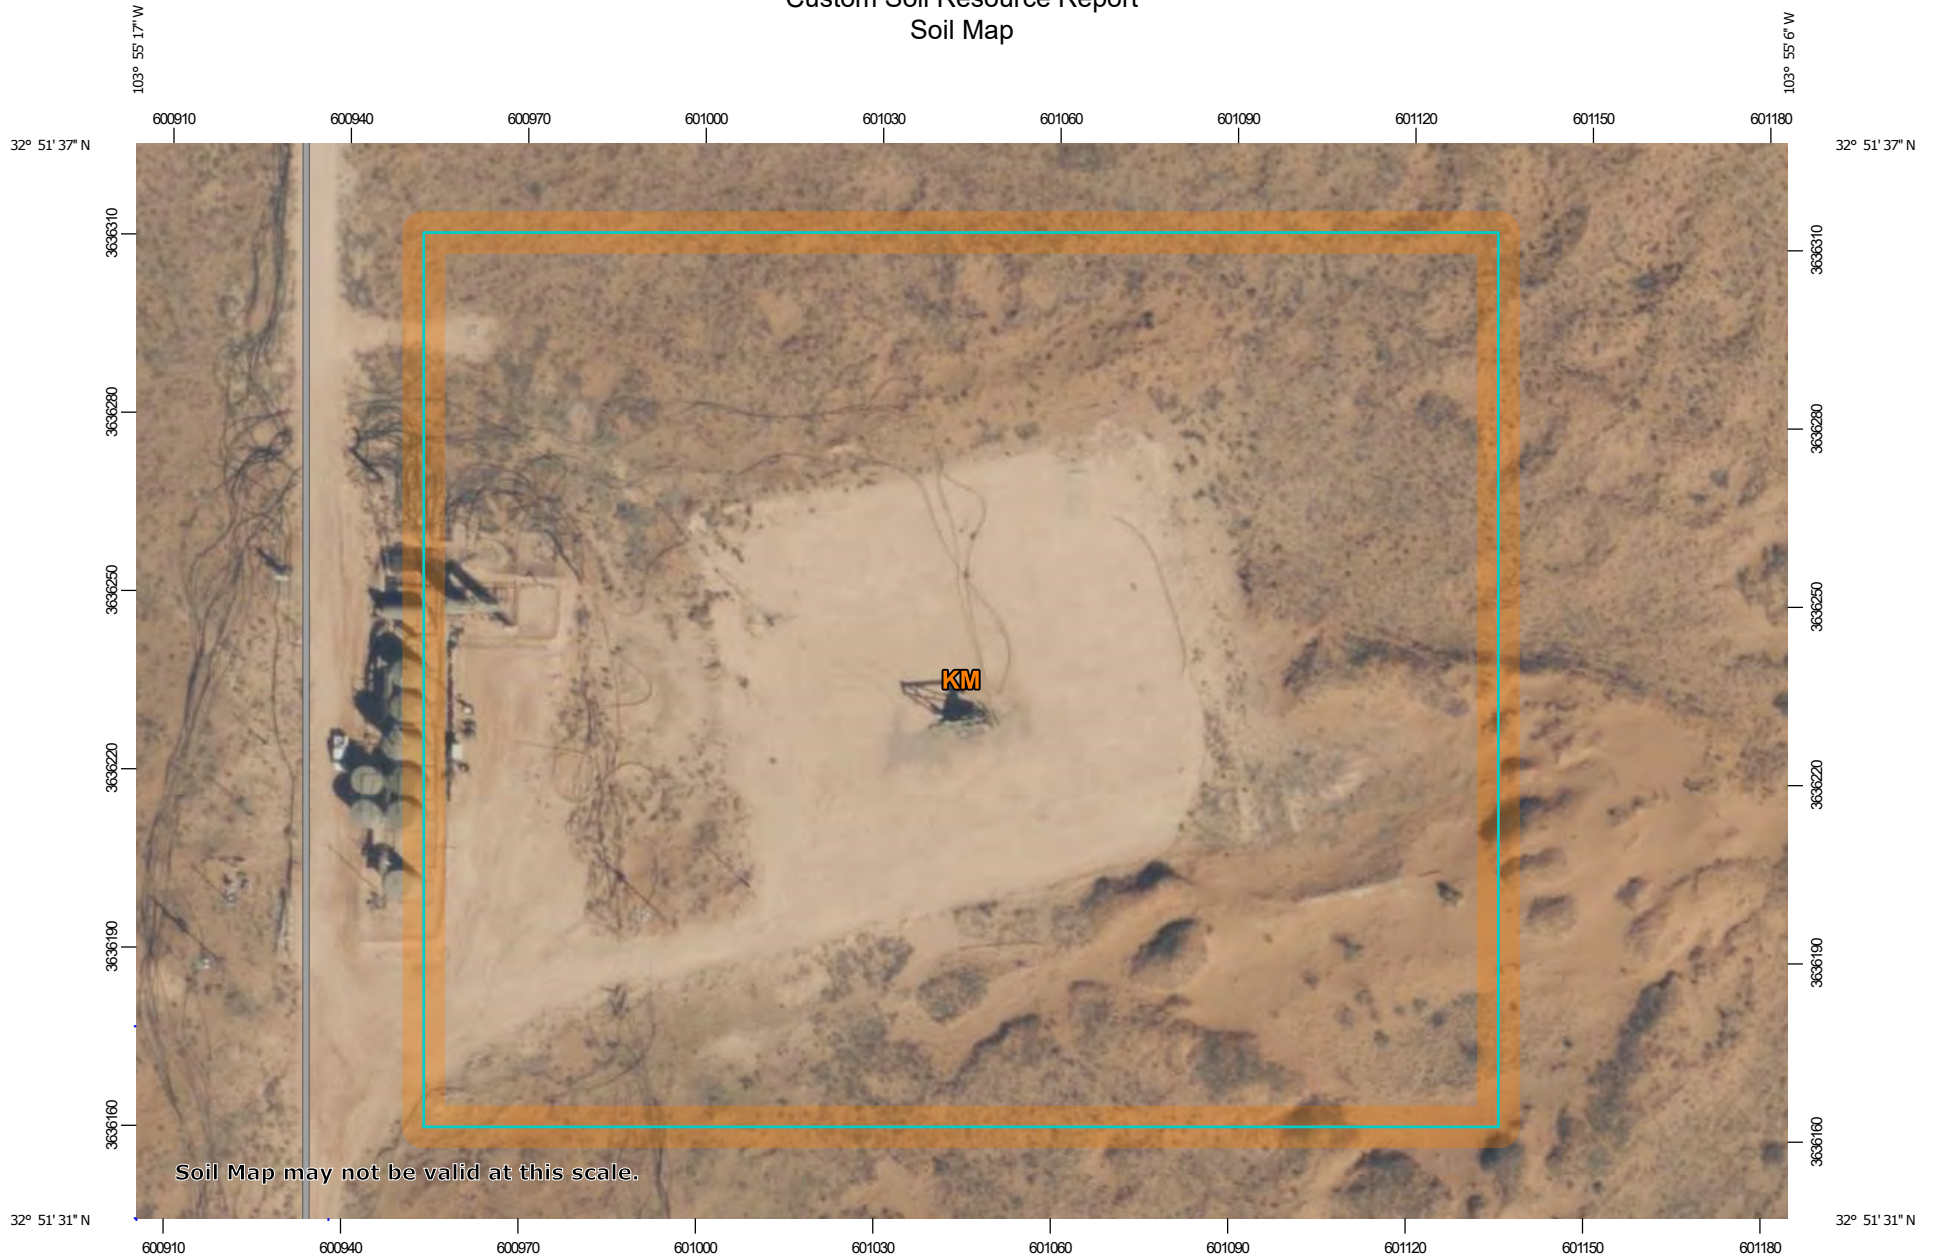 Custom Soil Resource Report
Soil Map
103° 55' 17" W
103° 55' 6" W
600910 600940 600970 601000 601030 601060 601090 601120 601150 601180
32° 51' 37" N
32° 51' 37" N
3636310
3636310
3636280
3636280
3636250
3636250
KM
3636220
3636220
3636190
3636190
3636160
3636160
Soil Map may not be valid at this scale.
32° 51' 31" N
32° 51' 31" N
600910 600940 600970 601000 601030 601060 601090 601120 601150 601180